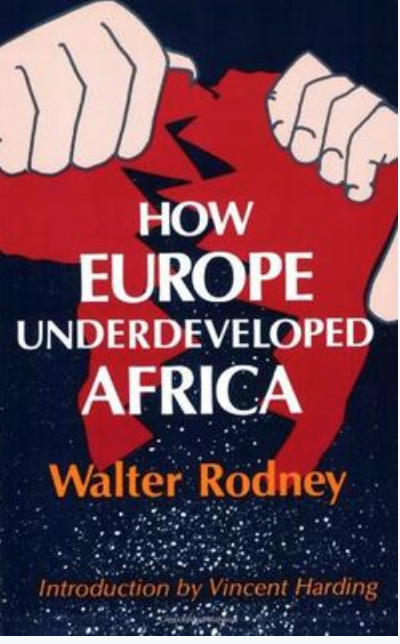 HOW
EUROPE
UNDERDEVELOPED
AFRICA
Walter Rodney
Introduction by Vincent Harding